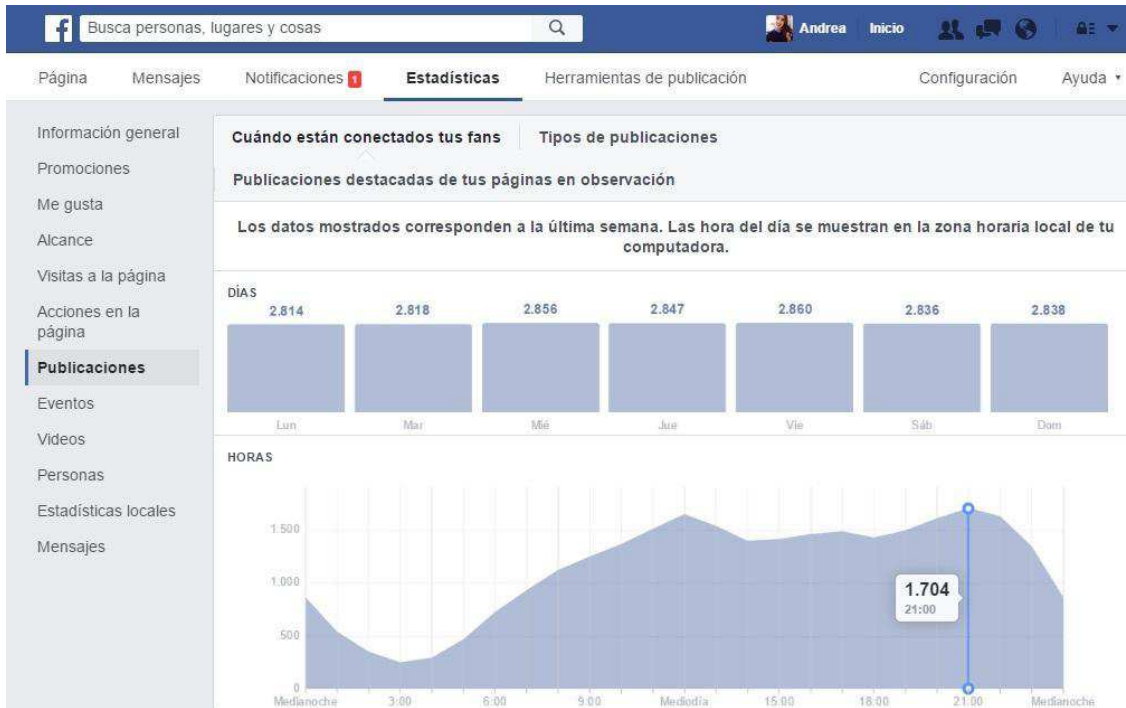 f
Busca personas, lugares y cosas
Andrea Inicio
Página Mensajes Notificaciones 1 Estadísticas Herramientas de publicación Configuración Ayuda
Información general
Promociones
Me gusta
Alcance
Visitas a la página
Acciones en la
página
Publicaciones
Eventos
Videos
Personas
Estadísticas locales
Mensajes
Cuándo están conectados tus fans Tipos de publicaciones
Publicaciones destacadas de tus páginas en observación
Los datos mostrados corresponden a la última semana. Las hora del día se muestran en la zona horaria local de tu
computadora.
DÍAS
2.814 2.818 2.856 2.847 2.860 2.836 2.838
Lun Mar Mié Jue Vie Sáb Dom
HORAS
1.500
1.000
500
0
1.704
21:00
Medianoche 3:00 6:00 9:00 Mediodía 15:00 18:00 21:00 Medianoche